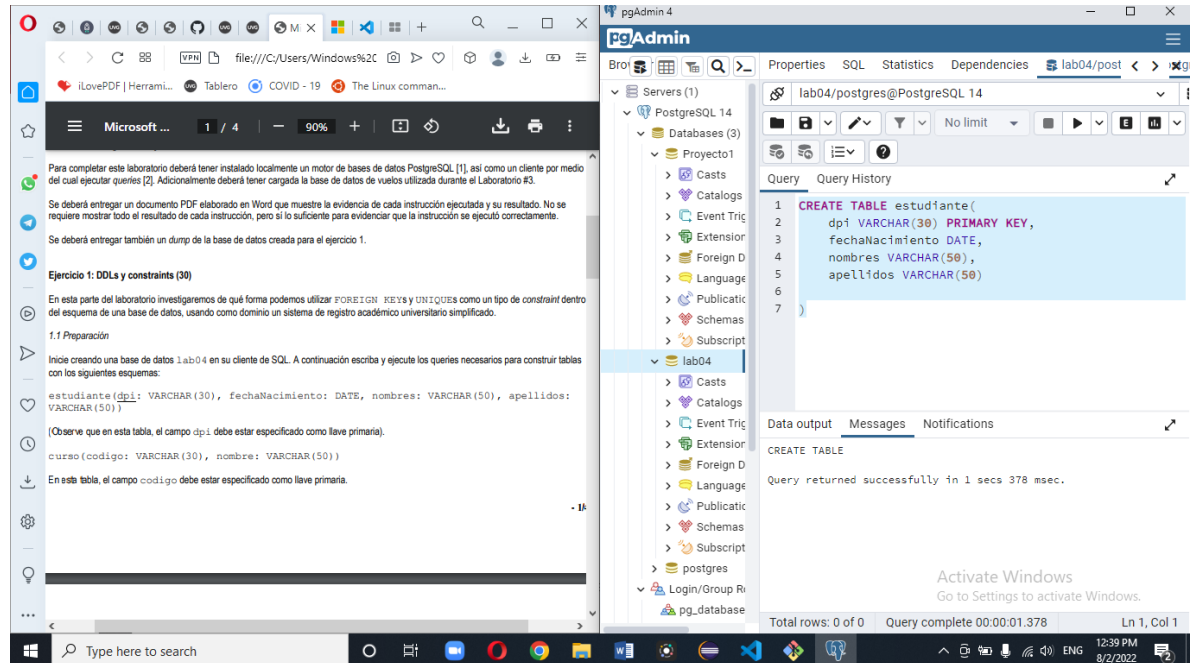 M
VPN
file:///C:/Users/Windows%2C
iLovePDF | Herrami...
Tablero
COVID - 19
The Linux comman...
Microsoft ...
1 / 4
90%
Para completar este laboratorio deberá tener instalado localmente un motor de bases de datos PostgreSQL [1], así como un cliente por medio
del cual ejecutar queries [2]. Adicionalmente deberá tener cargada la base de datos de vuelos utilizada durante el Laboratorio #3.
Se deberá entregar un documento PDF elaborado en Word que muestre la evidencia de cada instrucción ejecutada y su resultado. No se
requiere mostrar todo el resultado de cada instrucción, pero sí lo suficiente para evidenciar que la instrucción se ejecutó correctamente.
Se deberá entregar también un dump de la base de datos creada para el ejercicio 1.
Ejercicio 1: DDLs y constraints (30)
En esta parte del laboratorio investigaremos de qué forma podemos utilizar FOREIGN KEYs y UNIQUEs como un tipo de constraint dentro
del esquema de una base de datos, usando como dominio un sistema de registro académico universitario simplificado.
1.1 Preparación
Inicie creando una base de datos lab04 en su cliente de SQL. A continuación escriba y ejecute los queries necesarios para construir tablas
con los siguientes esquemas:
estudiante(dpi: VARCHAR(30), fechaNacimiento: DATE, nombres: VARCHAR(50), apellidos:
VARCHAR(50))
(Observe que en esta tabla, el campo dpi debe estar especificado como llave primaria).
curso(codigo: VARCHAR(30), nombre: VARCHAR(50))
En esta tabla, el campo codigo debe estar especificado como llave primaria.
- 1/4
pgAdmin 4
pgAdmin
Bro
Servers (1)
PostgreSQL 14
Databases (3)
Proyecto1
Casts
Catalogs
Event Trig
Extension
Foreign D
Language
Publicatic
Schemas
Subscript
lab04
Casts
Catalogs
Event Trig
Extension
Foreign D
Language
Publicatic
Schemas
Subscript
postgres
Login/Group Ro
pg_database
Properties
SQL
Statistics
Dependencies
lab04/post
lab04/postgres@PostgreSQL 14
No limit
E
Query
Query History
1 CREATE TABLE estudiante(
2 dpi VARCHAR(30) PRIMARY KEY,
3 fechaNacimiento DATE,
4 nombres VARCHAR(50),
5 apellidos VARCHAR(50)
6
7 )
Data output
Messages
Notifications
CREATE TABLE
Query returned successfully in 1 secs 378 msec.
Activate Windows
Go to Settings to activate Windows.
Total rows: 0 of 0
Query complete 00:00:01.378
Ln 1, Col 1
Type here to search
ENG
12:39 PM
8/2/2022
2